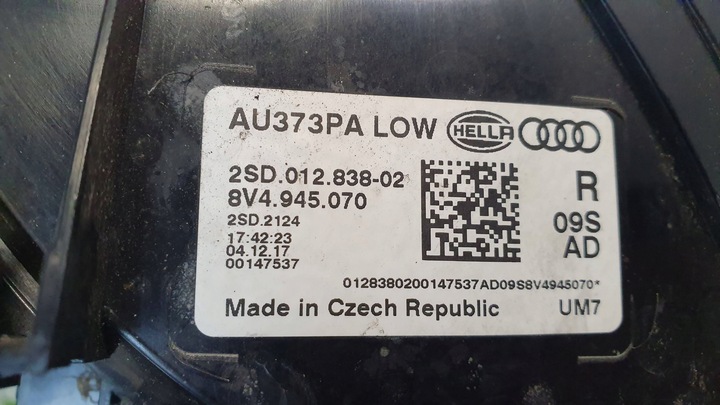 AU373PA LOW HELLA
2SD.012.838-02
8V4.945.070
2SD.2124
17:42:23
04.12.17
00147537
R
09S
AD
0128380200147537AD09S8V4945070*
Made in Czech Republic UM7